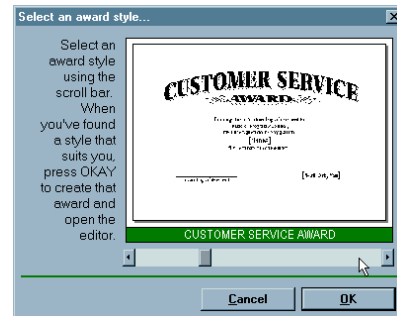 Select an award style...
Select an
award style
using the
scroll bar.
When
you've found
a style that
suits you,
press OKAY
to create that
award and
open the
editor.
CUSTOMER SERVICE
AWARD
[Name]
CUSTOMER SERVICE AWARD
Cancel
OK